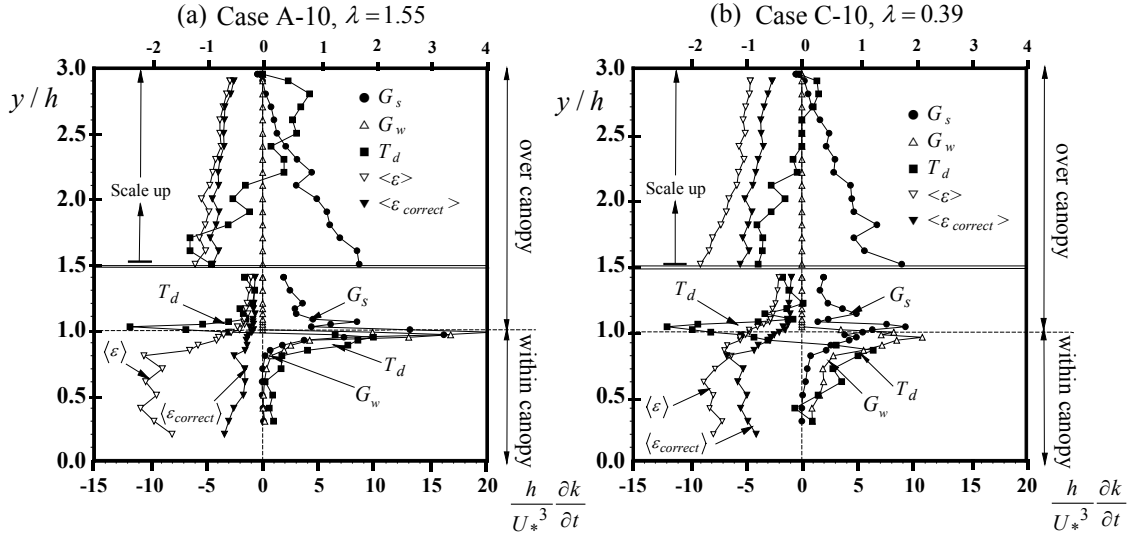 (a) Case A-10, λ = 1.55
-2 -1 0 1 2 3 4
3.0
2.5
2.0
1.5
1.0
0.5
0.0
y / h
Scale up
G_s
G_w
T_d
<ε>
<ε_correct>
over canopy
within canopy
T_d
G_s
⟨ε⟩
⟨ε_correct⟩
T_d
G_w
-15 -10 -5 0 5 10 15 20
h/U_*³ ∂k/∂t
(b) Case C-10, λ = 0.39
-2 -1 0 1 2 3 4
3.0
2.5
2.0
1.5
1.0
0.5
0.0
y / h
Scale up
G_s
G_w
T_d
<ε>
<ε_correct>
over canopy
within canopy
T_d
G_s
⟨ε⟩
⟨ε_correct⟩
T_d
G_w
-15 -10 -5 0 5 10 15 20
h/U_*³ ∂k/∂t